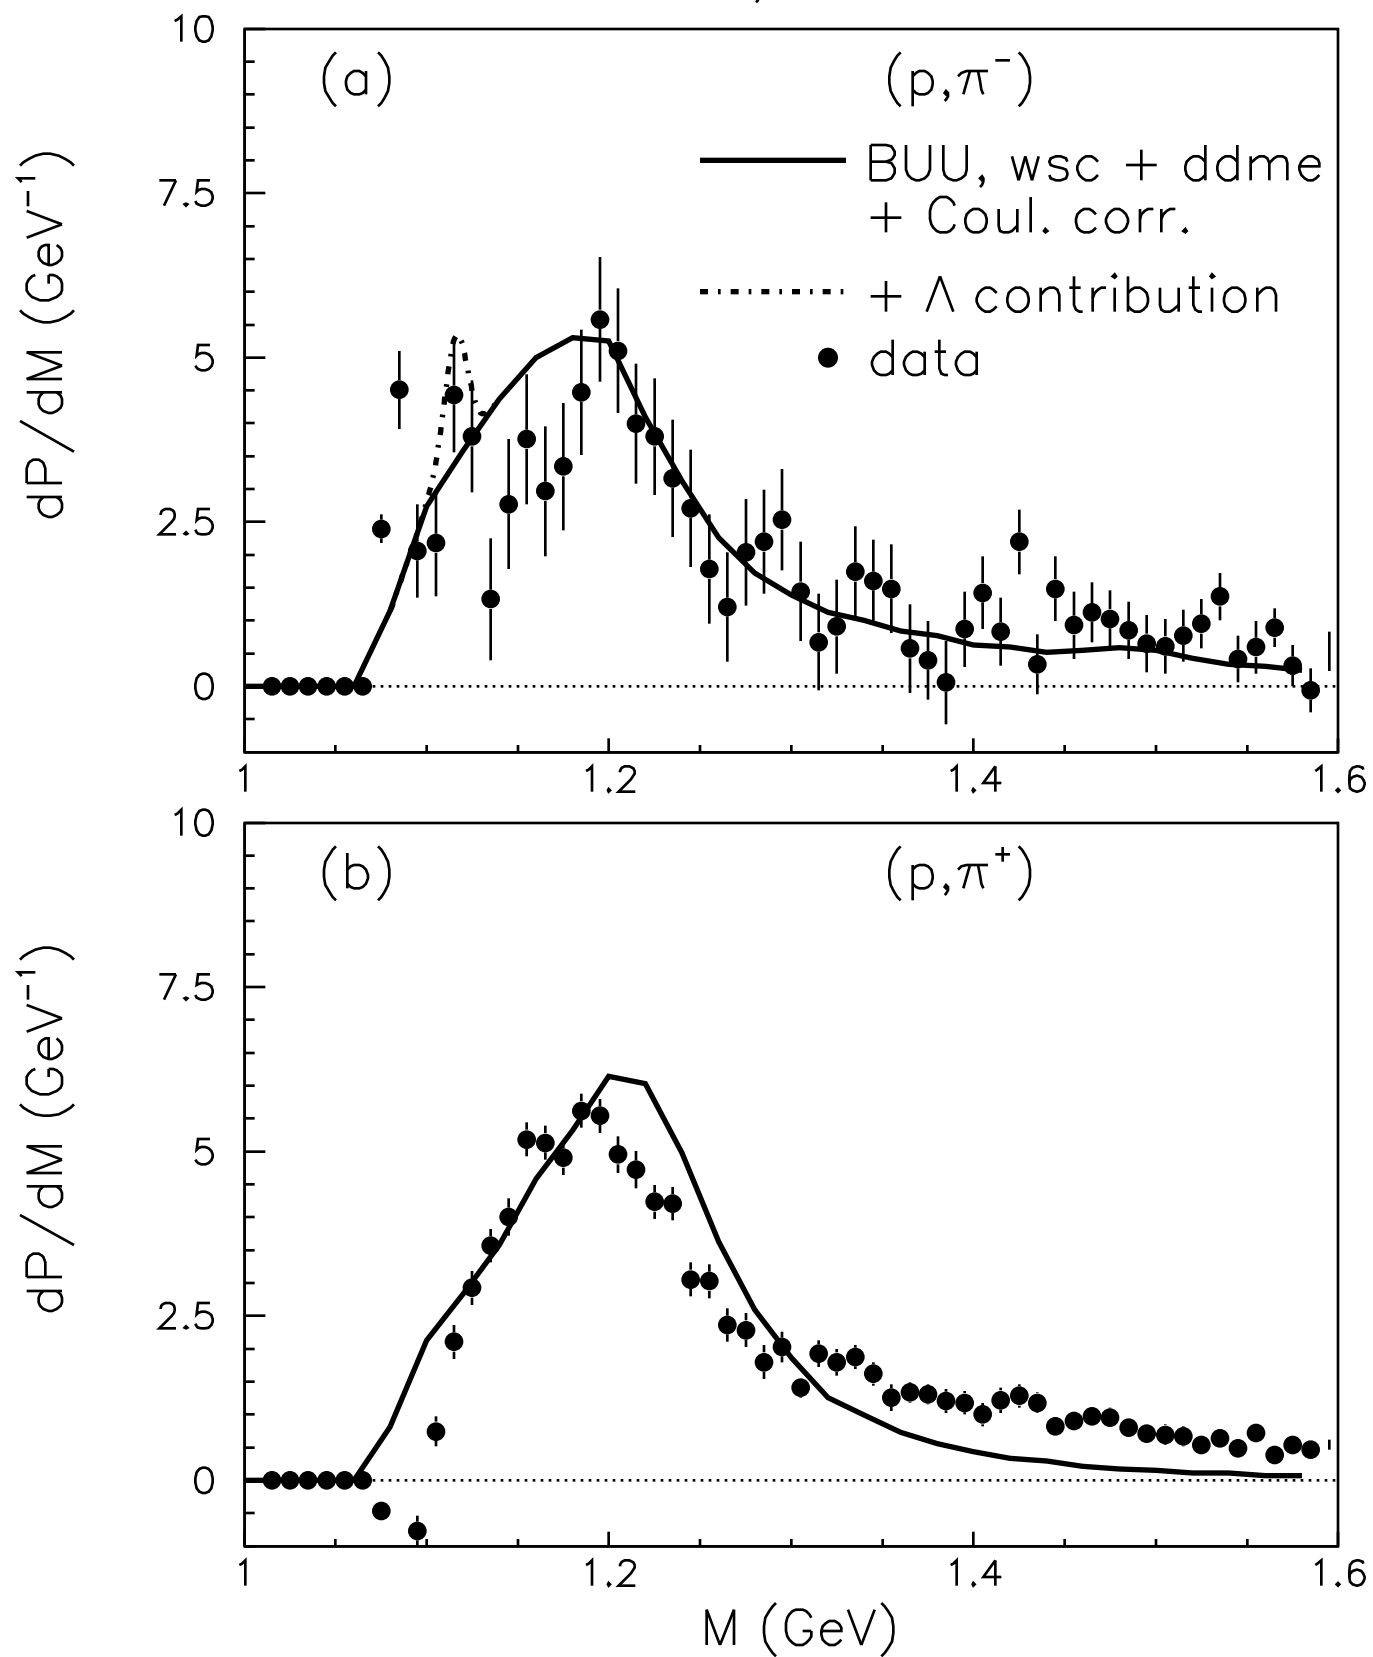 (a)
(p,π⁻)
BUU, wsc + ddme
+ Coul. corr.
+ Λ contribution
data
dP/dM (GeV⁻¹)
10
7.5
5
2.5
0
1 1.2 1.4 1.6
(b)
(p,π⁺)
dP/dM (GeV⁻¹)
10
7.5
5
2.5
0
1 1.2 1.4 1.6
M (GeV)